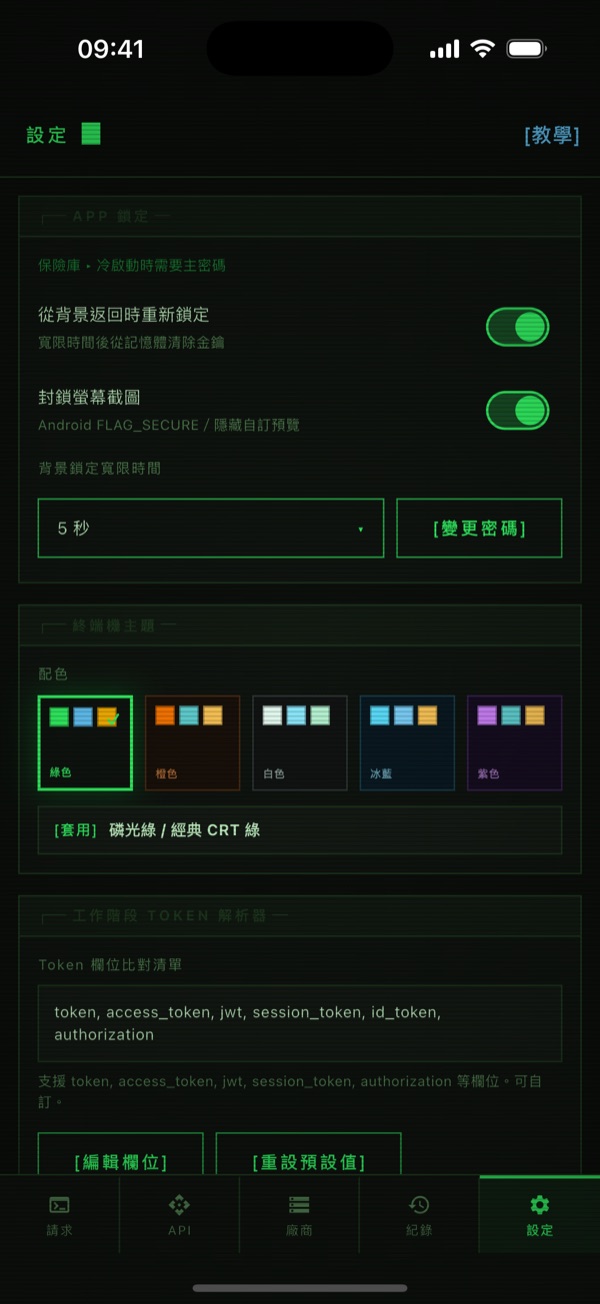 09:41
設定
[教學]
APP 鎖定
保險庫 ‣ 冷啟動時需要主密碼
從背景返回時重新鎖定
寬限時間後從記憶體清除金鑰
封鎖螢幕截圖
Android FLAG_SECURE / 隱藏自訂預覽
背景鎖定寬限時間
5 秒
[變更密碼]
終端機主題
配色
綠色
橙色
白色
冰藍
紫色
[套用] 磷光綠 / 經典 CRT 綠
工作階段 TOKEN 解析器
Token 欄位比對清單
token, access_token, jwt, session_token, id_token,
authorization
支援 token, access_token, jwt, session_token, authorization 等欄位。可自
訂。
[編輯欄位]
[重設預設值]
請求
API
廠商
紀錄
設定